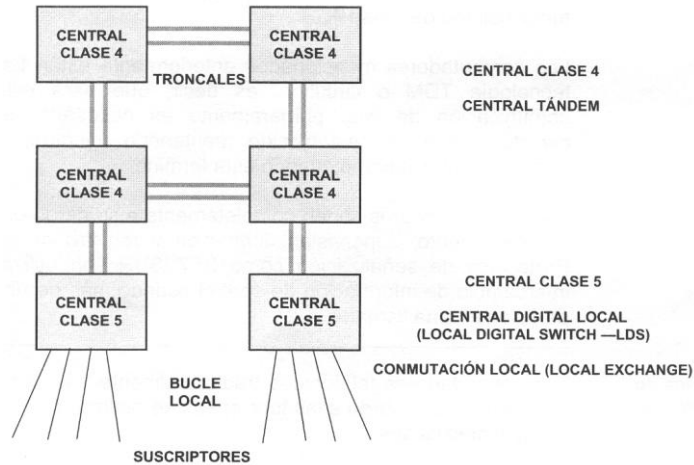 CENTRAL
CLASE 4
CENTRAL
CLASE 4
TRONCALES
CENTRAL CLASE 4
CENTRAL TÁNDEM
CENTRAL
CLASE 4
CENTRAL
CLASE 4
CENTRAL
CLASE 5
CENTRAL
CLASE 5
CENTRAL CLASE 5
CENTRAL DIGITAL LOCAL
(LOCAL DIGITAL SWITCH —LDS)
CONMUTACIÓN LOCAL (LOCAL EXCHANGE)
BUCLE
LOCAL
SUSCRIPTORES